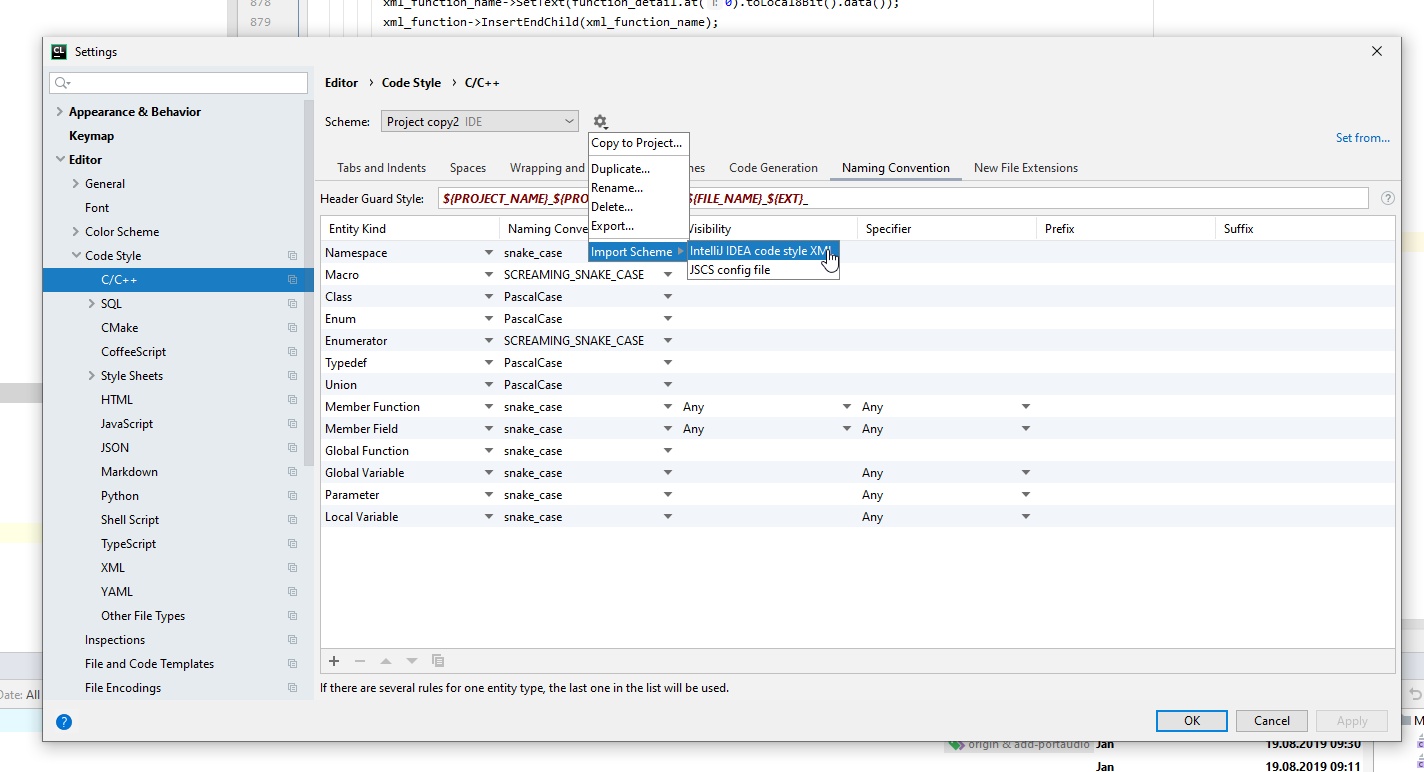 878 xml_function_name->SetText(function_detail.at( 0).toLocal8Bit().data());
879 xml_function->InsertEndChild(xml_function_name);
CL Settings
Editor › Code Style › C/C++
Appearance & Behavior
Keymap
Editor
General
Font
Color Scheme
Code Style
C/C++
SQL
CMake
CoffeeScript
Style Sheets
HTML
JavaScript
JSON
Markdown
Python
Shell Script
TypeScript
XML
YAML
Other File Types
Inspections
File and Code Templates
File Encodings
Scheme: Project copy2 IDE
Set from...
Copy to Project...
Duplicate...
Rename...
Delete...
Export...
Import Scheme
IntelliJ IDEA code style XML
JSCS config file
Tabs and Indents Spaces Wrapping and nes Code Generation Naming Convention New File Extensions
Header Guard Style: ${PROJECT_NAME}_${PRO ${FILE_NAME}_${EXT}_ ?
Entity Kind Naming Conve Visibility Specifier Prefix Suffix
Namespace snake_case
Macro SCREAMING_SNAKE_CASE
Class PascalCase
Enum PascalCase
Enumerator SCREAMING_SNAKE_CASE
Typedef PascalCase
Union PascalCase
Member Function snake_case Any Any
Member Field snake_case Any Any
Global Function snake_case
Global Variable snake_case Any
Parameter snake_case Any
Local Variable snake_case Any
If there are several rules for one entity type, the last one in the list will be used.
Date: All
? OK Cancel Apply
M
origin & add-portaudio Jan 19.08.2019 09:30
Jan 19.08.2019 09:11